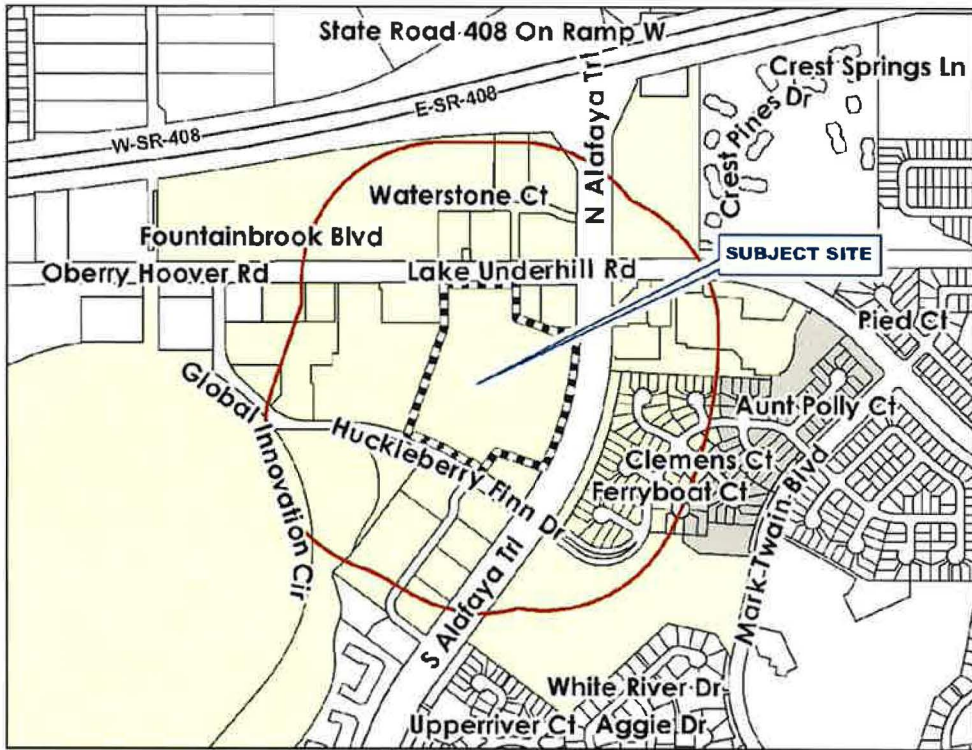 State Road 408 On Ramp W
Crest Springs Ln
E-SR-408
W-SR-408
N Alafaya Trl
Crest Pines Dr
Waterstone Ct
Fountainbrook Blvd
SUBJECT SITE
Oberry Hoover Rd
Lake Underhill Rd
Pied Ct
Global Innovation Cir
Huckleberry Finn Dr
Aunt Polly Ct
Clemens Ct
Ferryboat Ct
Mark Twain Blvd
S Alafaya Trl
White River Dr
Upperriver Ct
Aggie Dr